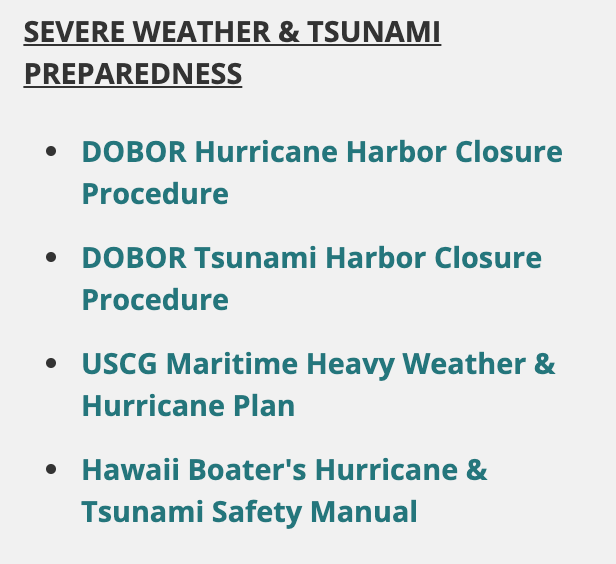 SEVERE WEATHER & TSUNAMI
PREPAREDNESS
DOBOR Hurricane Harbor Closure
Procedure
DOBOR Tsunami Harbor Closure
Procedure
USCG Maritime Heavy Weather &
Hurricane Plan
Hawaii Boater's Hurricane &
Tsunami Safety Manual